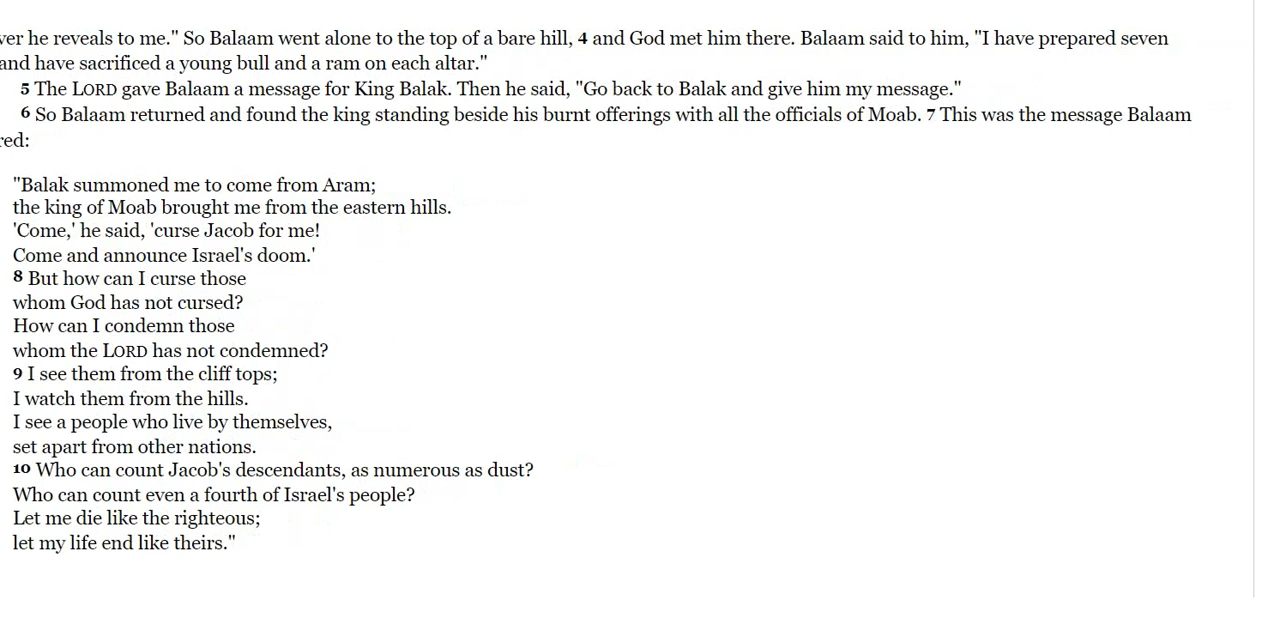 ver he reveals to me." So Balaam went alone to the top of a bare hill, 4 and God met him there. Balaam said to him, "I have prepared seven
and have sacrificed a young bull and a ram on each altar."
5 The LORD gave Balaam a message for King Balak. Then he said, "Go back to Balak and give him my message."
6 So Balaam returned and found the king standing beside his burnt offerings with all the officials of Moab. 7 This was the message Balaam
red:
"Balak summoned me to come from Aram;
the king of Moab brought me from the eastern hills.
'Come,' he said, 'curse Jacob for me!
Come and announce Israel's doom.'
8 But how can I curse those
whom God has not cursed?
How can I condemn those
whom the LORD has not condemned?
9 I see them from the cliff tops;
I watch them from the hills.
I see a people who live by themselves,
set apart from other nations.
10 Who can count Jacob's descendants, as numerous as dust?
Who can count even a fourth of Israel's people?
Let me die like the righteous;
let my life end like theirs."